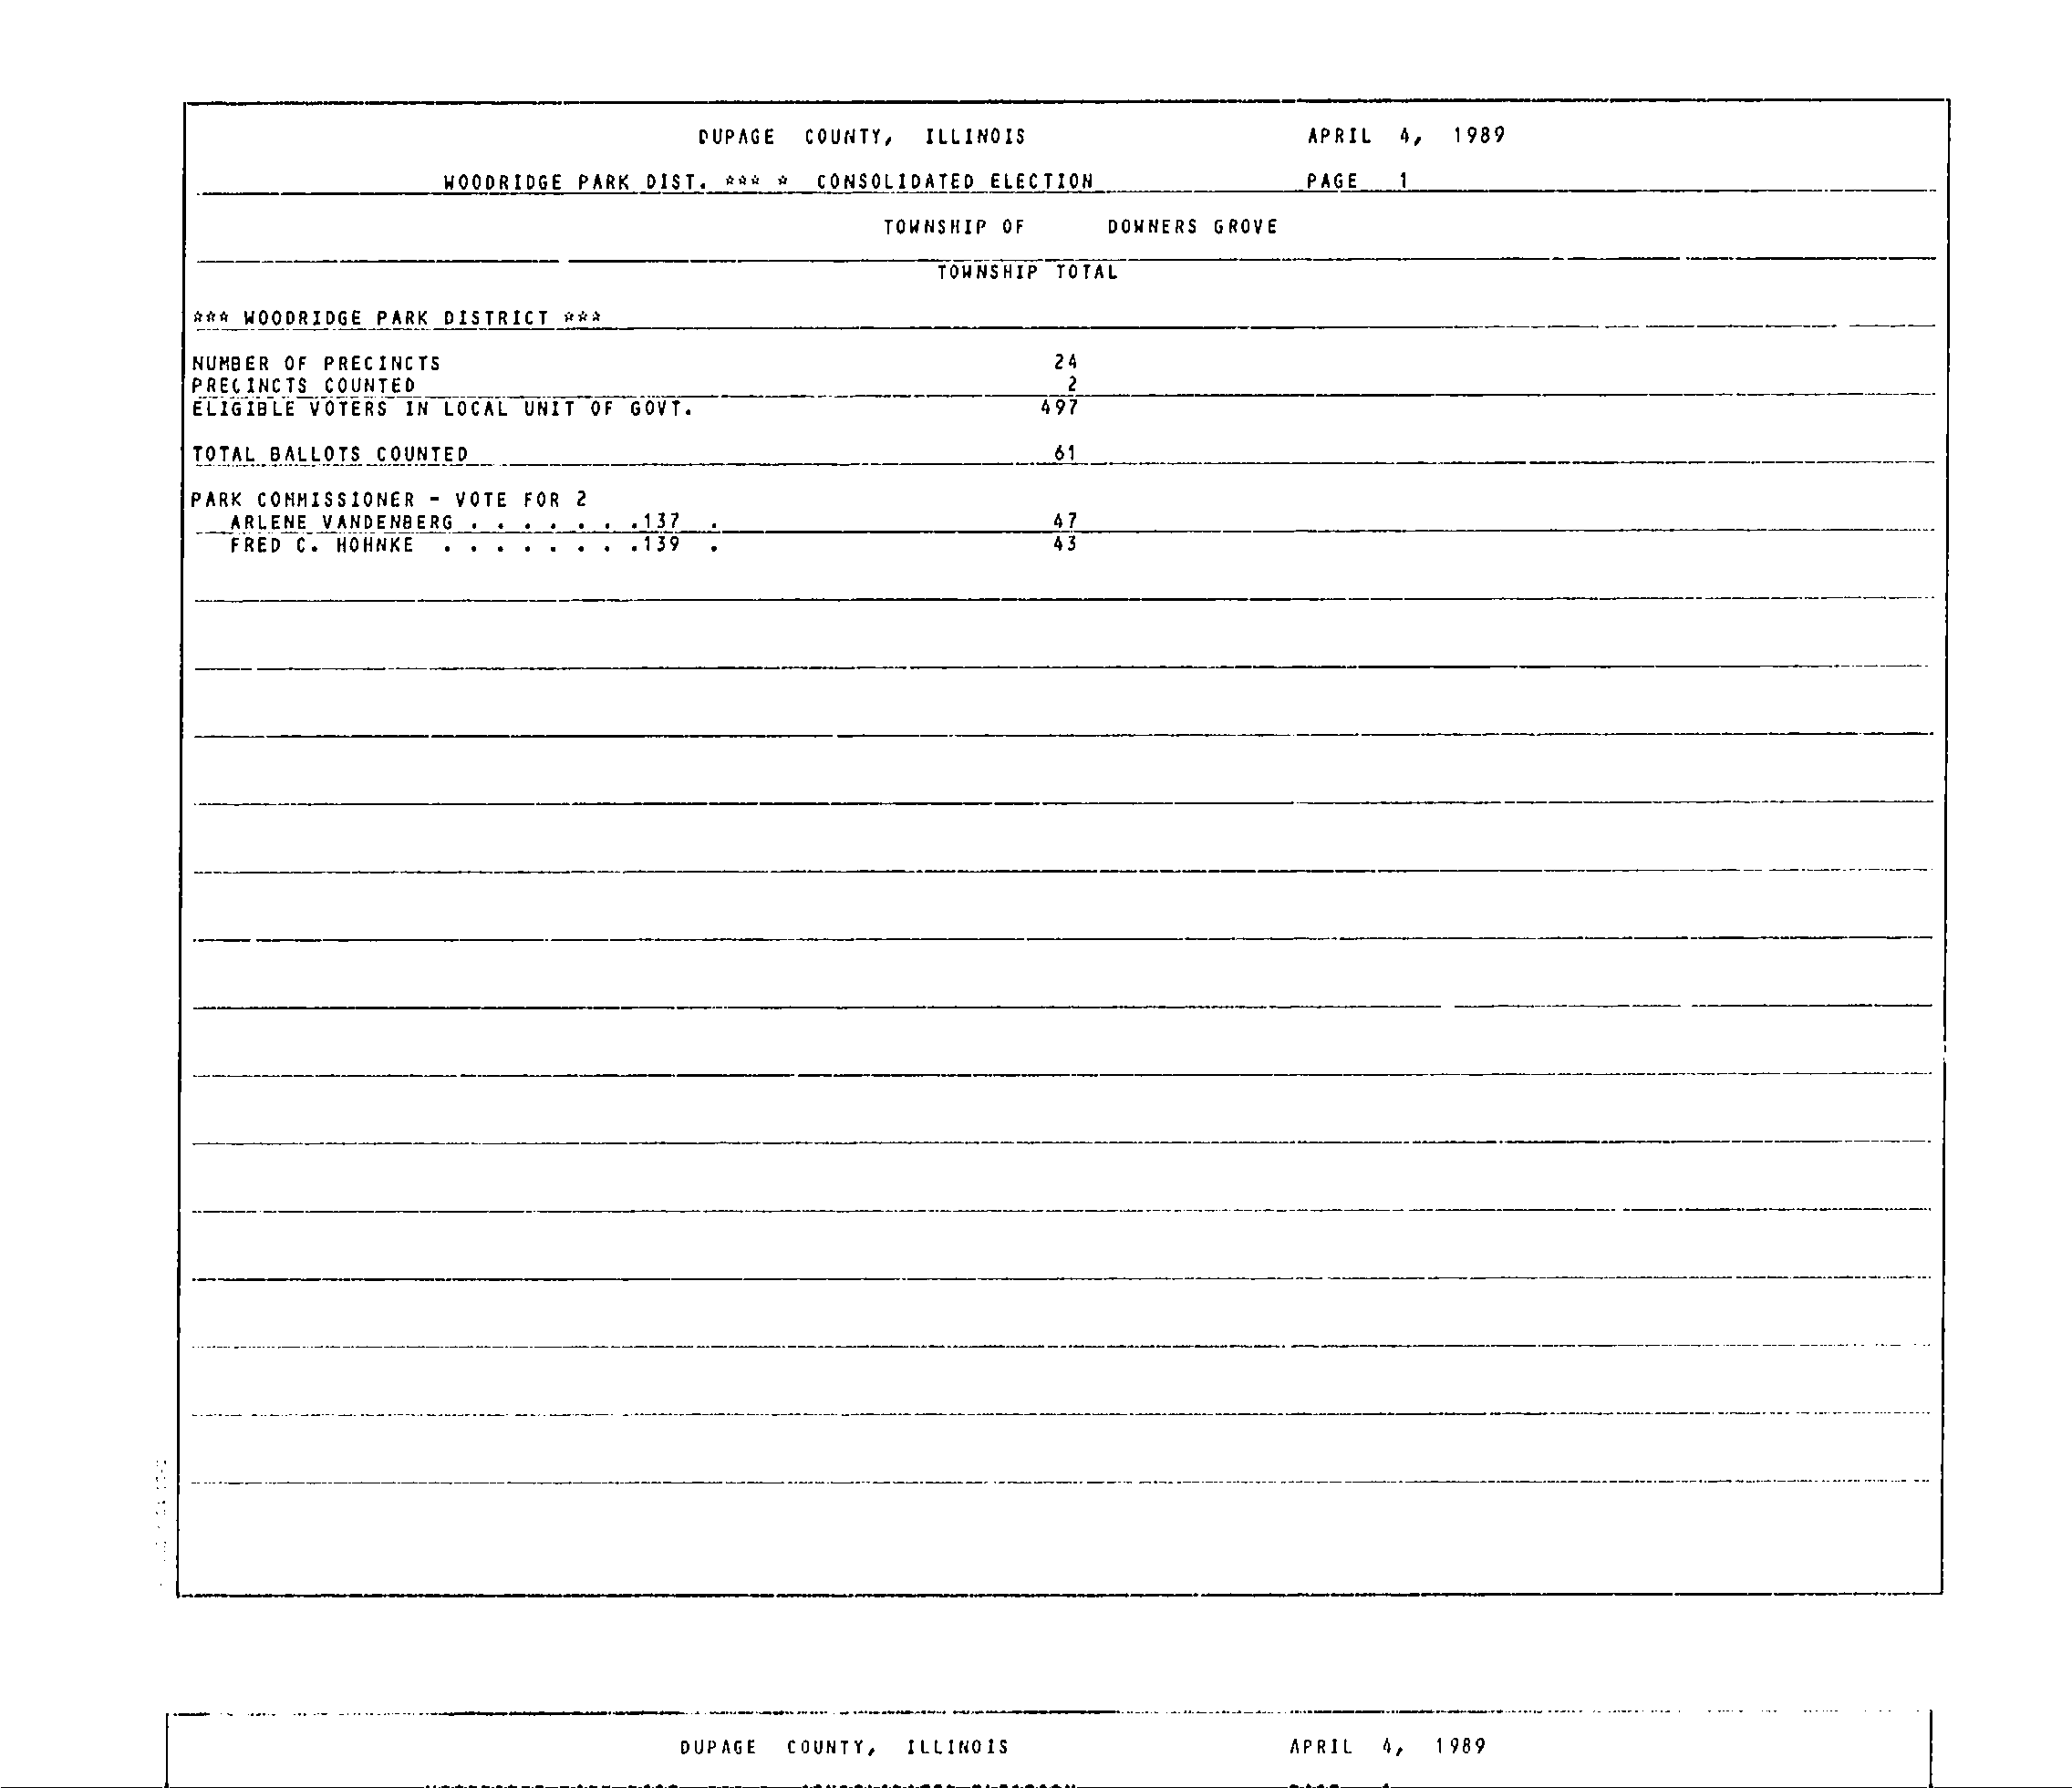 DUPAGE COUNTY, ILLINOIS APRIL 4, 1989
WOODRIDGE PARK DIST. *** * CONSOLIDATED ELECTION PAGE 1
TOWNSHIP OF DOWNERS GROVE
TOWNSHIP TOTAL
*** WOODRIDGE PARK DISTRICT ***
NUMBER OF PRECINCTS 24
PRECINCTS COUNTED 2
ELIGIBLE VOTERS IN LOCAL UNIT OF GOVT. 497
TOTAL BALLOTS COUNTED 61
PARK COMMISSIONER - VOTE FOR 2
ARLENE VANDENBERG . . . . . . .137 . 47
FRED C. HOHNKE . . . . . . . .139 . 43
DUPAGE COUNTY, ILLINOIS APRIL 4, 1989